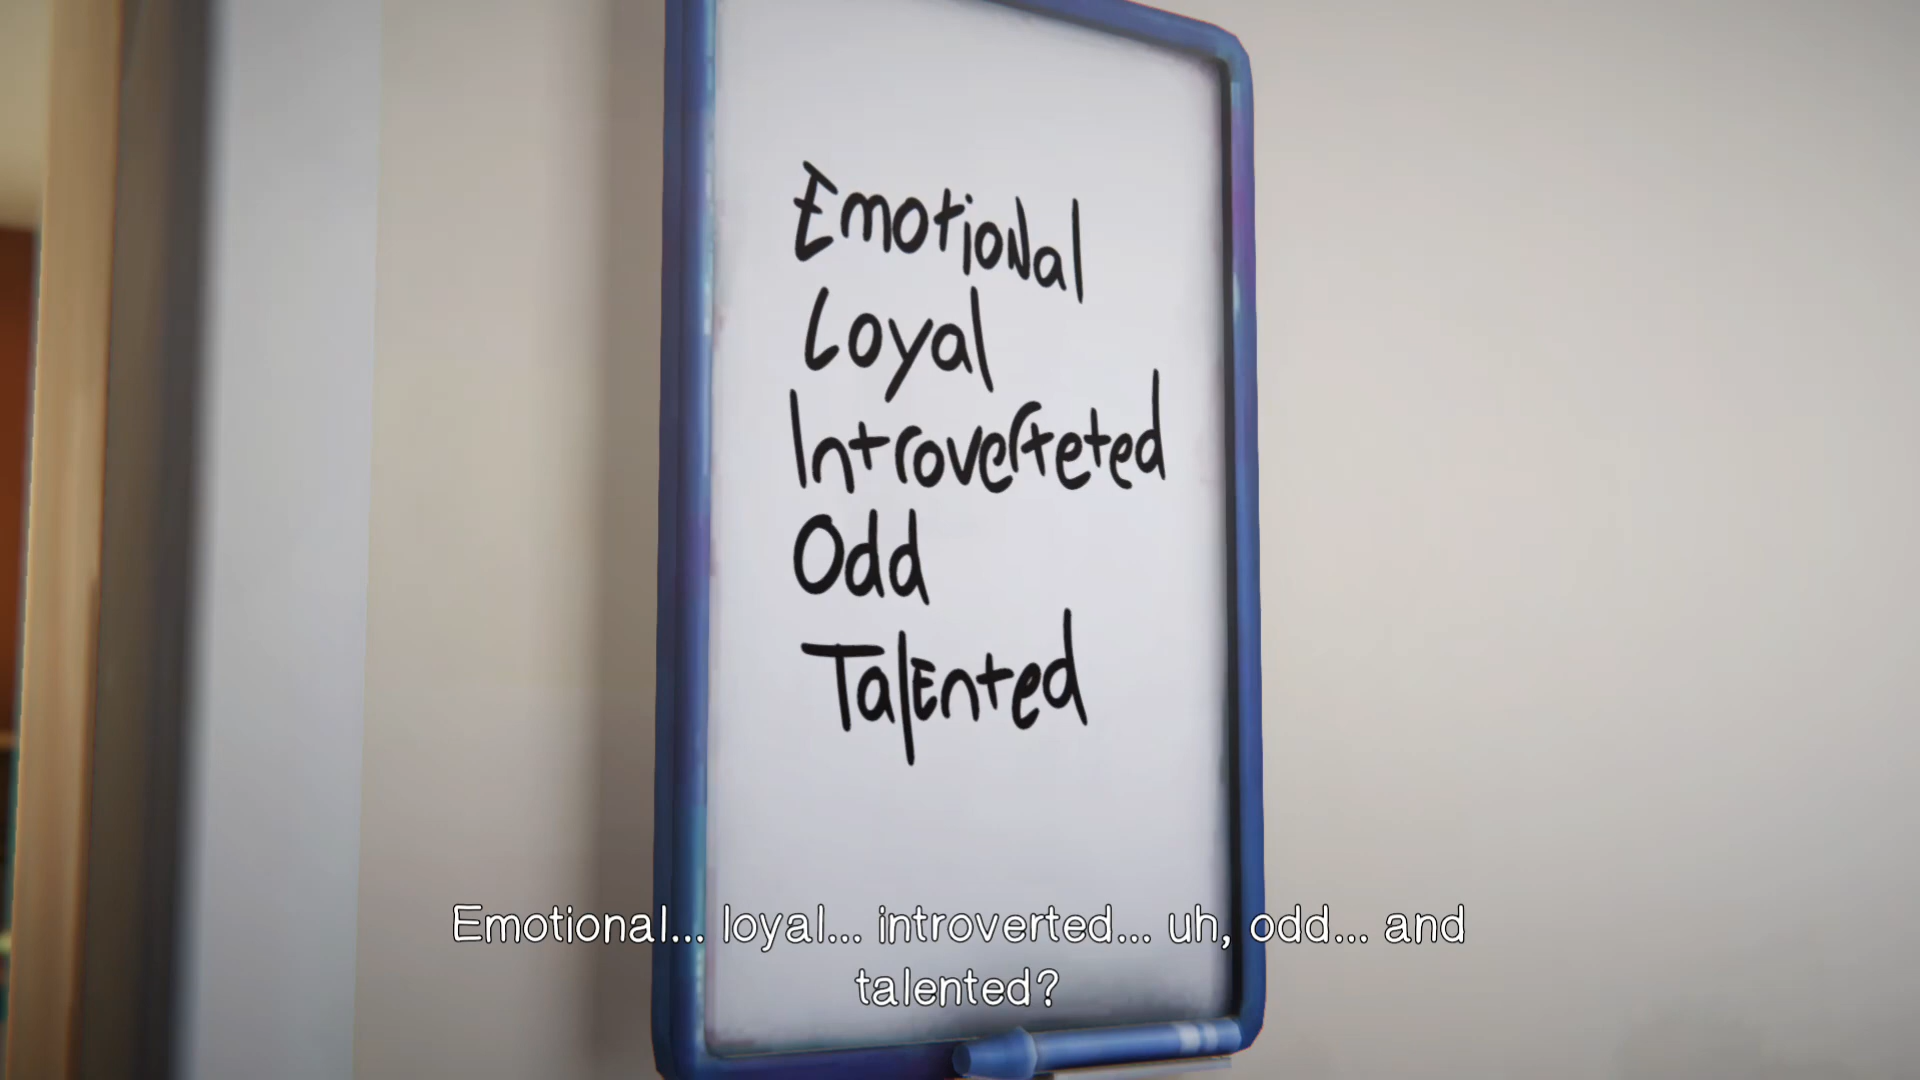 Emotional
Loyal
Introverteted
Odd
Talented
Emotional... loyal... introverted... uh, odd... and
talented?